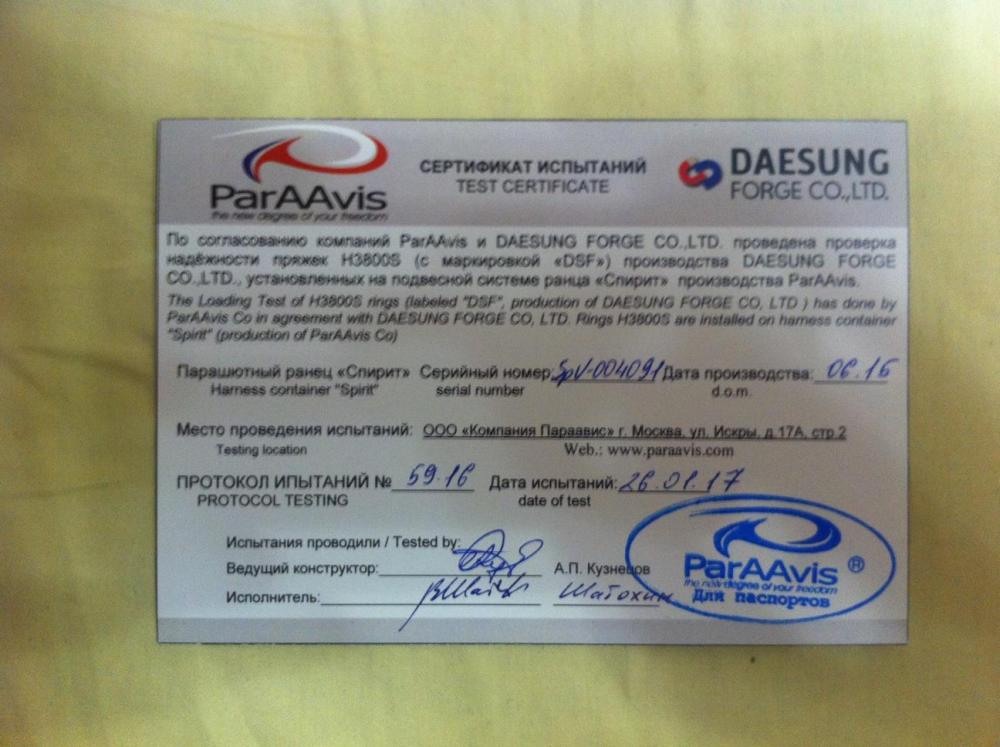 ParAAvis
the new degree of your freedom
СЕРТИФИКАТ ИСПЫТАНИЙ
TEST CERTIFICATE
DAESUNG
FORGE CO.,LTD.
По согласованию компаний ParAAvis и DAESUNG FORGE CO.,LTD. проведена проверка
надёжности пряжек H3800S (с маркировкой «DSF») производства DAESUNG FORGE
CO.,LTD., установленных на подвесной системе ранца «Спирит» производства ParAAvis.
The Loading Test of H3800S rings (labeled "DSF", production of DAESUNG FORGE CO, LTD ) has done by
ParAAvis Co in agreement with DAESUNG FORGE CO, LTD. Rings H3800S are installed on harness container
"Spirit" (production of ParAAvis Co)
Парашютный ранец «Спирит» Серийный номер: SpV-004091 Дата производства: 06.16
Harness container "Spirit" serial number d.o.m.
Место проведения испытаний: ООО «Компания Параавис» г. Москва, ул. Искры, д.17А, стр.2
Testing location Web.: www.paraavis.com
ПРОТОКОЛ ИПЫТАНИЙ № 59.16 Дата испытаний: 26.01.17
PROTOCOL TESTING date of test
Испытания проводили / Tested by:
Ведущий конструктор: А.П. Кузнецов
Исполнитель: Шатохин
ParAAvis ®
the new degree of your freedom
Для паспортов